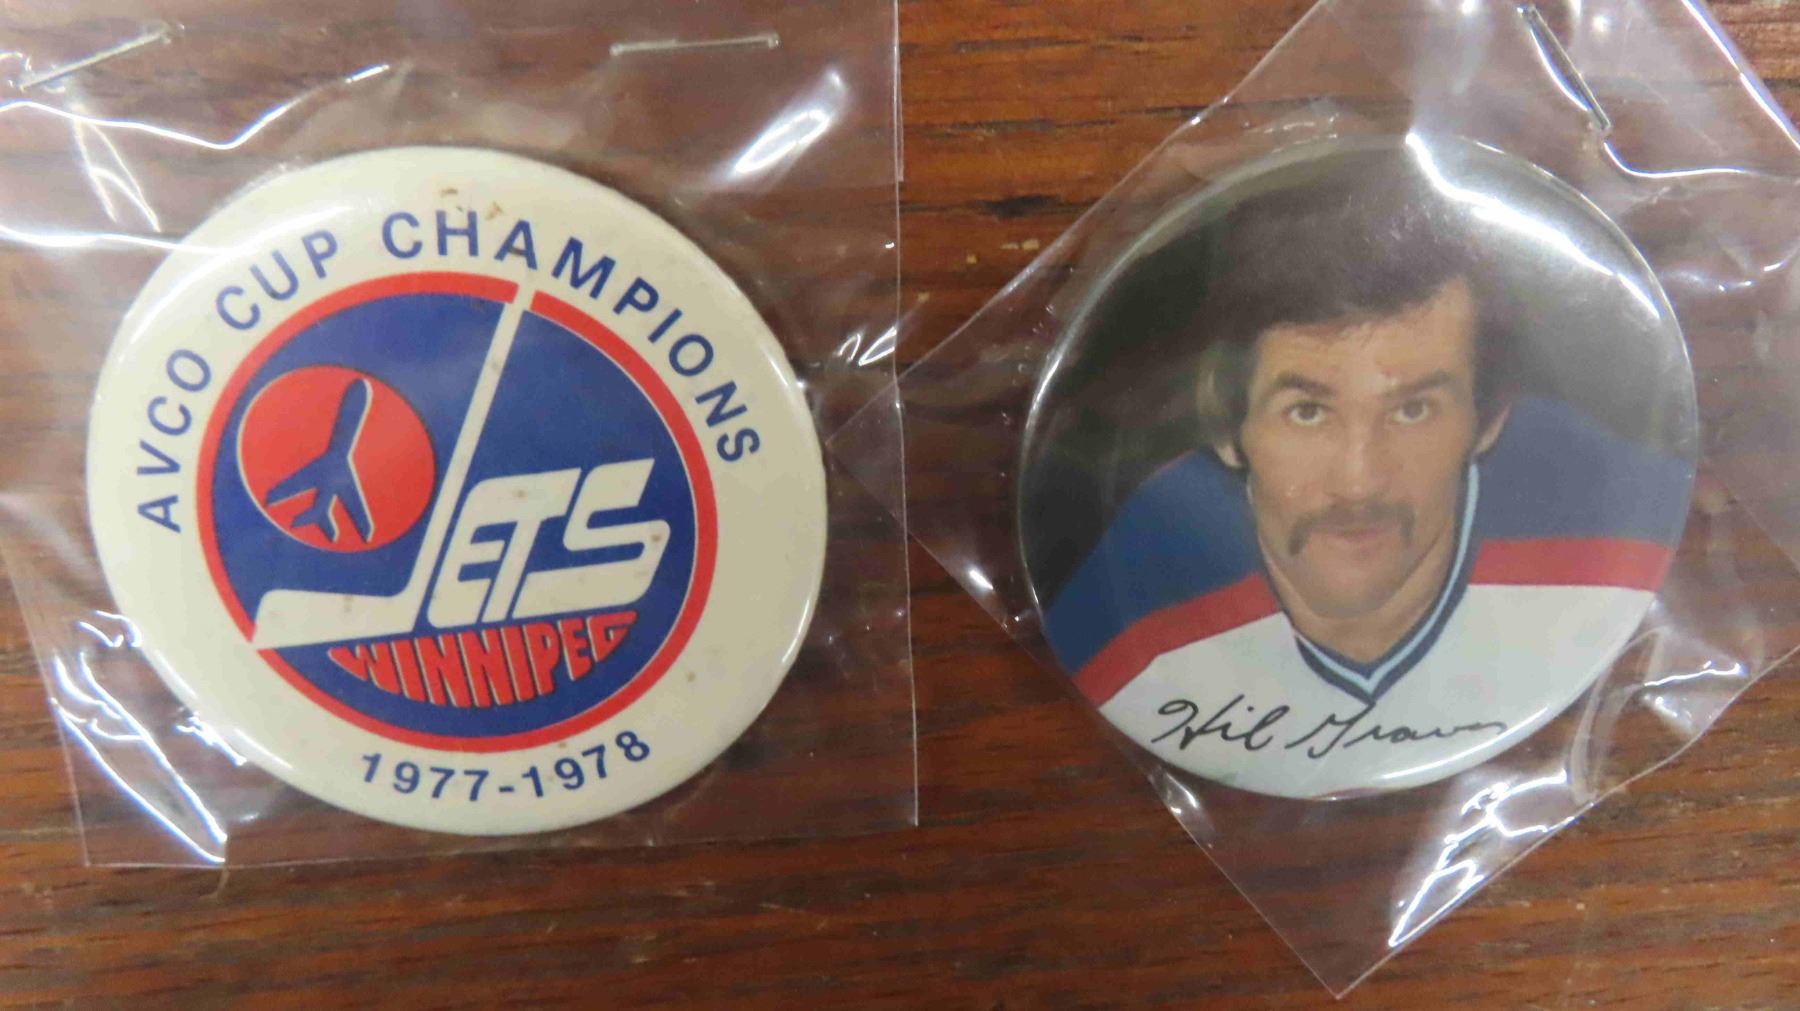 AVCO CUP CHAMPIONS
JETS
WINNIPEG
1977-1978
Hil Graves